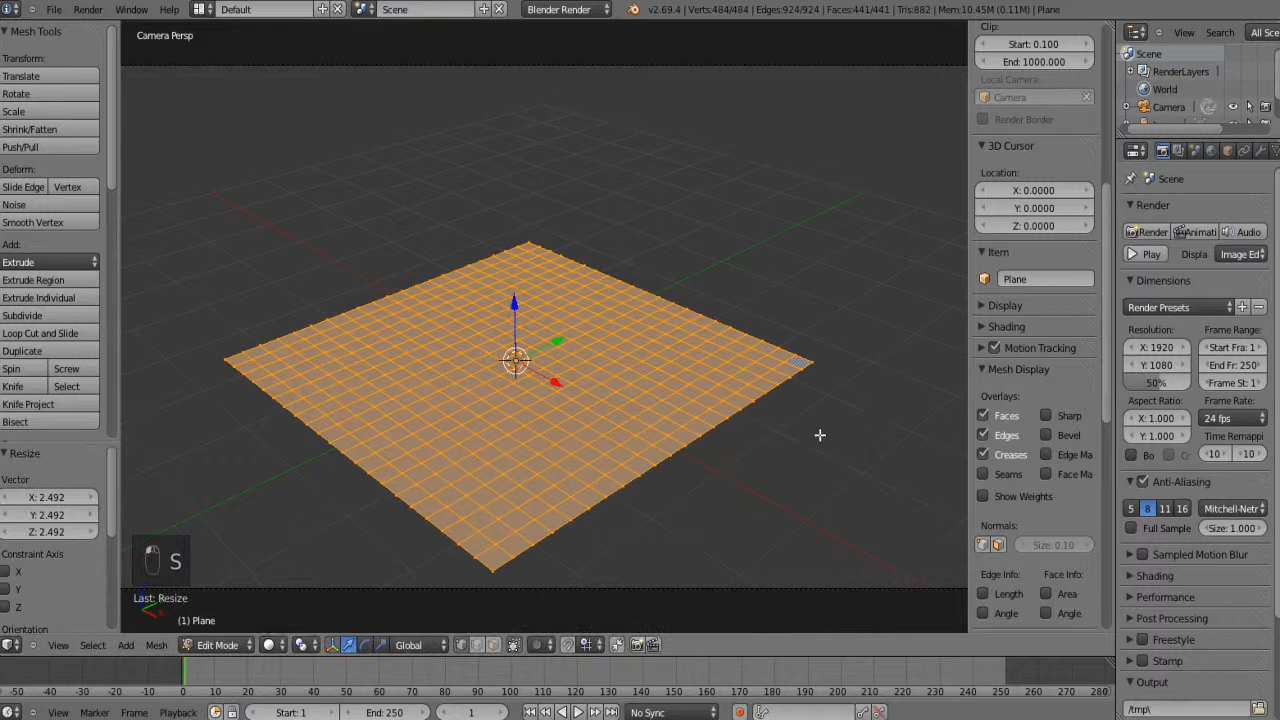 File Render Window Help Default Scene Blender Render v2.69.4 | Verts:484/484 | Edges:924/924 | Faces:441/441 | Tris:882 | Mem:10.45M (0.11M) | Plane
Mesh Tools
Transform:
Translate
Rotate
Scale
Shrink/Fatten
Push/Pull
Deform:
Slide Edge Vertex
Noise
Smooth Vertex
Add:
Extrude
Extrude Region
Extrude Individual
Subdivide
Loop Cut and Slide
Duplicate
Spin Screw
Knife Select
Knife Project
Bisect
Resize
Vector
X: 2.492
Y: 2.492
Z: 2.492
Constraint Axis
X
Y
Z
Orientation
Camera Persp
S
Last: Resize
(1) Plane
Clip:
Start: 0.100
End: 1000.000
Local Camera:
Camera
Render Border
3D Cursor
Location:
X: 0.0000
Y: 0.0000
Z: 0.0000
Item
Plane
Display
Shading
Motion Tracking
Mesh Display
Overlays:
Faces Sharp
Edges Bevel
Creases Edge Ma
Seams Face Ma
Show Weights
Normals:
Size: 0.10
Edge Info: Face Info:
Length Area
Angle Angle
View Search All Sce
Scene
RenderLayers
World
Camera
Scene
Render
Render Animati Audio
Play Displa Image Ed
Dimensions
Render Presets
Resolution: Frame Range:
X: 1920 Start Fra: 1
Y: 1080 End Fr: 250
50% Frame St: 1
Aspect Ratio: Frame Rate:
X: 1.000 24 fps
Y: 1.000 Time Remappi
Bo Cr 10 10
Anti-Aliasing
5 8 11 16 Mitchell-Netr
Full Sample Size: 1.000
Sampled Motion Blur
Shading
Performance
Post Processing
Freestyle
Stamp
Output
/tmp\
View Select Add Mesh Edit Mode Global
-50 -40 -30 -20 -10 0 10 20 30 40 50 60 70 80 90 100 110 120 130 140 150 160 170 180 190 200 210 220 230 240 250 260 270 280
View Marker Frame Playback Start: 1 End: 250 1 No Sync